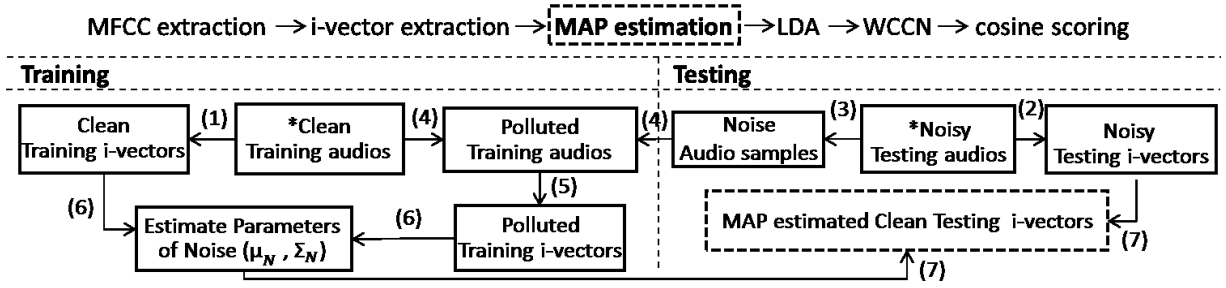 MFCC extraction → i-vector extraction → MAP estimation → LDA → WCCN → cosine scoring
Training
Testing
Clean
Training i-vectors
(1)
*Clean
Training audios
(4)
Polluted
Training audios
(4)
Noise
Audio samples
(3)
*Noisy
Testing audios
(2)
Noisy
Testing i-vectors
(6)
(5)
Estimate Parameters
of Noise (μN , ΣN)
(6)
Polluted
Training i-vectors
MAP estimated Clean Testing i-vectors
(7)
(7)